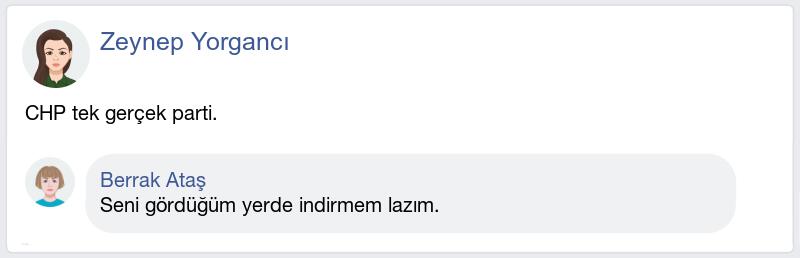 Zeynep Yorgancı
CHP tek gerçek parti.
Berrak Ataş
Seni gördüğüm yerde indirmem lazım.